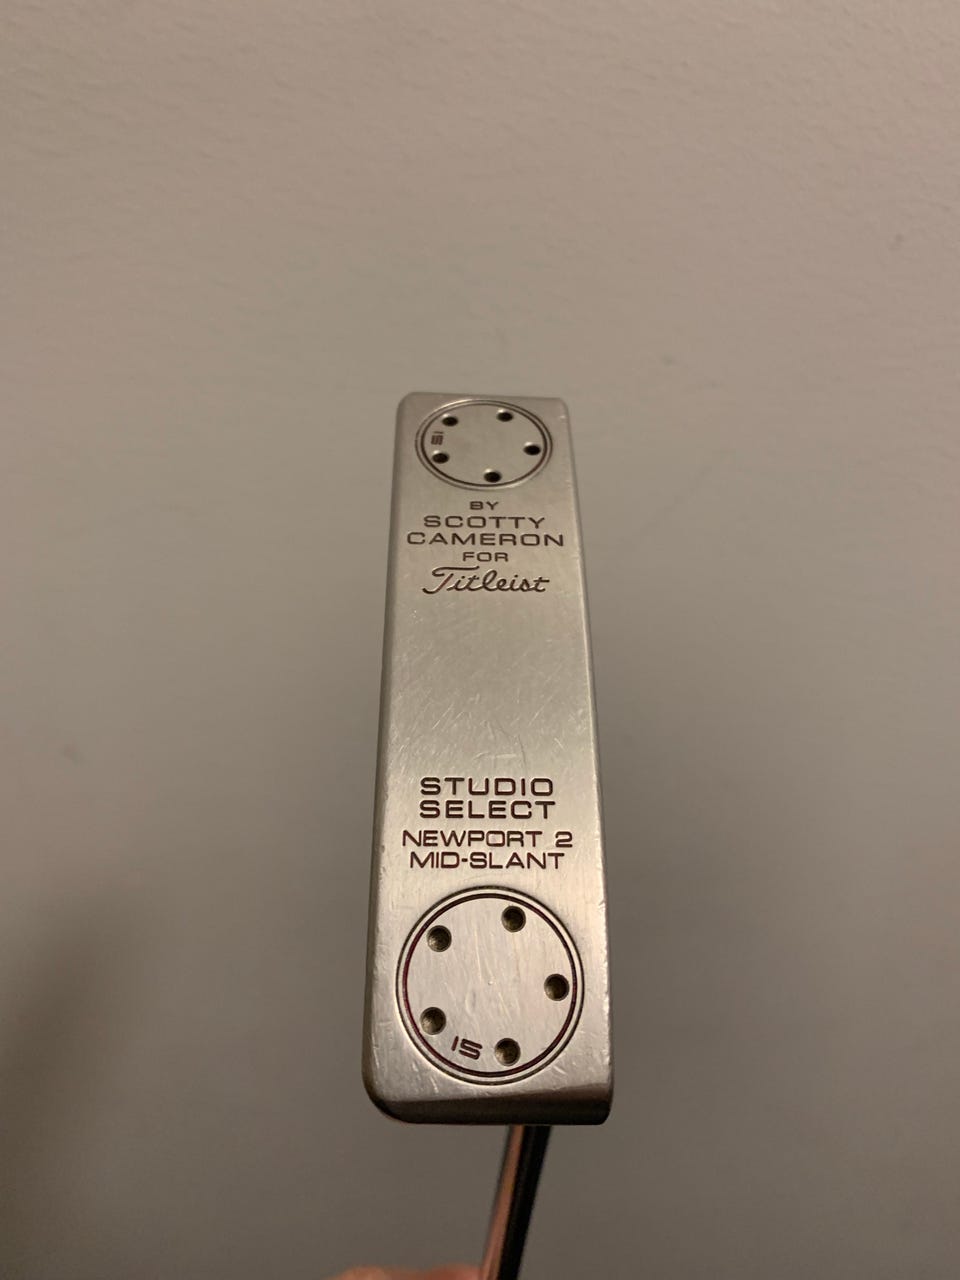 15
BY
SCOTTY
CAMERON
FOR
Titleist
STUDIO
SELECT
NEWPORT 2
MID-SLANT
15